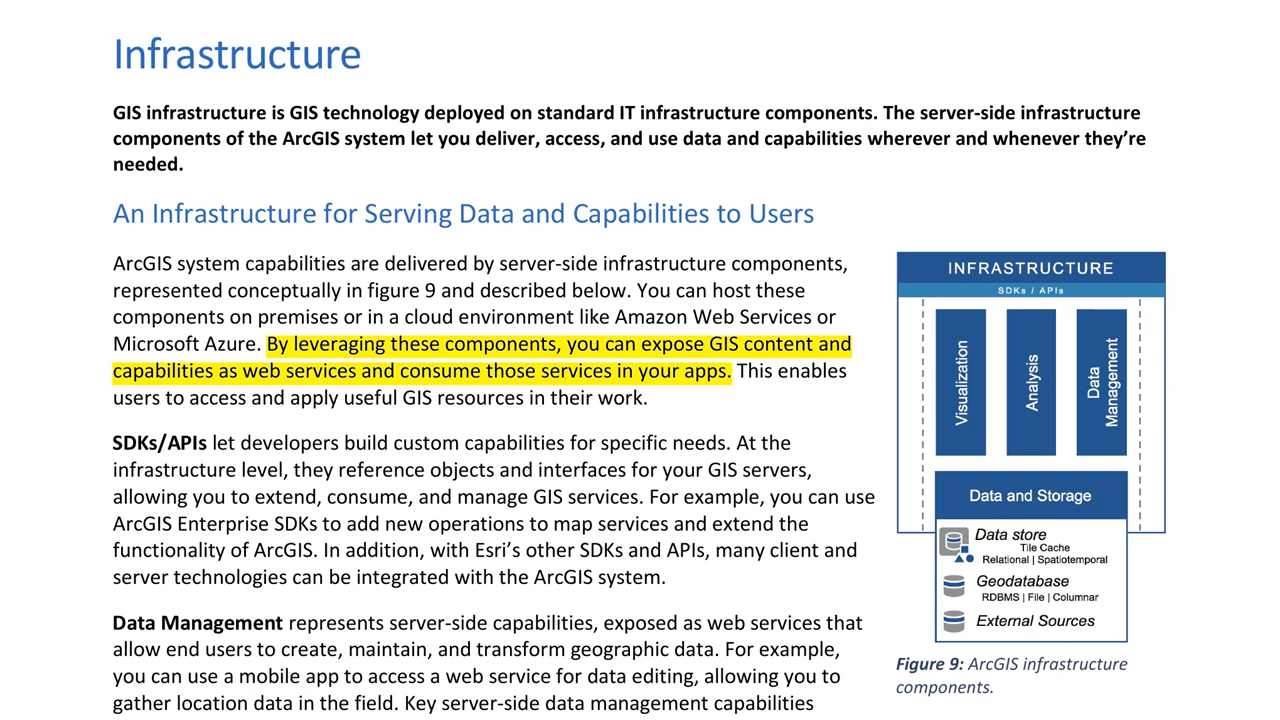 Infrastructure
GIS infrastructure is GIS technology deployed on standard IT infrastructure components. The server-side infrastructure
components of the ArcGIS system let you deliver, access, and use data and capabilities wherever and whenever they’re
needed.
An Infrastructure for Serving Data and Capabilities to Users
ArcGIS system capabilities are delivered by server-side infrastructure components,
represented conceptually in figure 9 and described below. You can host these
components on premises or in a cloud environment like Amazon Web Services or
Microsoft Azure. By leveraging these components, you can expose GIS content and
capabilities as web services and consume those services in your apps. This enables
users to access and apply useful GIS resources in their work.
SDKs/APIs let developers build custom capabilities for specific needs. At the
infrastructure level, they reference objects and interfaces for your GIS servers,
allowing you to extend, consume, and manage GIS services. For example, you can use
ArcGIS Enterprise SDKs to add new operations to map services and extend the
functionality of ArcGIS. In addition, with Esri’s other SDKs and APIs, many client and
server technologies can be integrated with the ArcGIS system.
Data Management represents server-side capabilities, exposed as web services that
allow end users to create, maintain, and transform geographic data. For example,
you can use a mobile app to access a web service for data editing, allowing you to
gather location data in the field. Key server-side data management capabilities
INFRASTRUCTURE
SDKs / APIs
Visualization
Analysis
Data
Management
Data and Storage
Data store
Tile Cache
Relational | Spatiotemporal
Geodatabase
RDBMS | File | Columnar
External Sources
Figure 9: ArcGIS infrastructure
components.